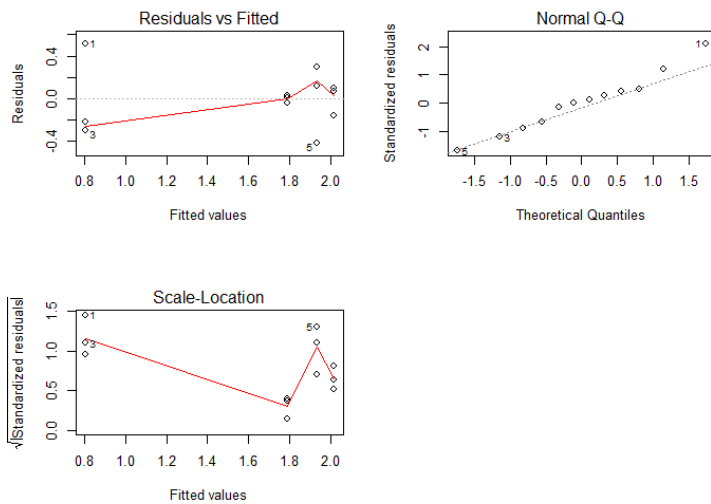 Residuals vs Fitted
Residuals
0.4
0.0
-0.4
1
3
5
0.8 1.0 1.2 1.4 1.6 1.8 2.0
Fitted values
Normal Q-Q
Standardized residuals
2
1
0
-1
1
3
5
-1.5 -1.0 -0.5 0.0 0.5 1.0 1.5
Theoretical Quantiles
Scale-Location
√|Standardized residuals|
1.5
1.0
0.5
0.0
1
3
5
0.8 1.0 1.2 1.4 1.6 1.8 2.0
Fitted values